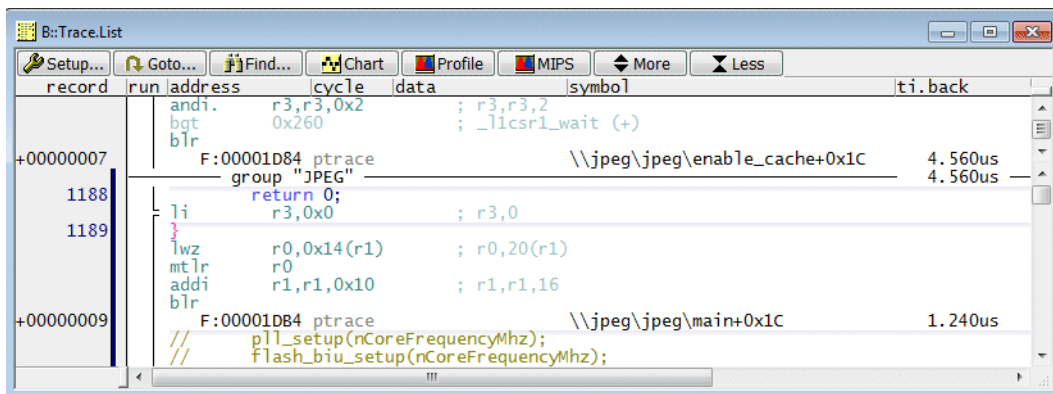 B::Trace.List
Setup... Goto... Find... Chart Profile MIPS More Less
record run address cycle data symbol ti.back
andi. r3,r3,0x2 ; r3,r3,2
bgt 0x260 ; _l1csr1_wait (+)
blr
+00000007 F:00001D84 ptrace \\jpeg\jpeg\enable_cache+0x1C 4.560us
group "JPEG" 4.560us
1188 return 0;
li r3,0x0 ; r3,0
1189 }
lwz r0,0x14(r1) ; r0,20(r1)
mtlr r0
addi r1,r1,0x10 ; r1,r1,16
blr
+00000009 F:00001DB4 ptrace \\jpeg\jpeg\main+0x1C 1.240us
// pll_setup(nCoreFrequencyMhz);
// flash_biu_setup(nCoreFrequencyMhz);